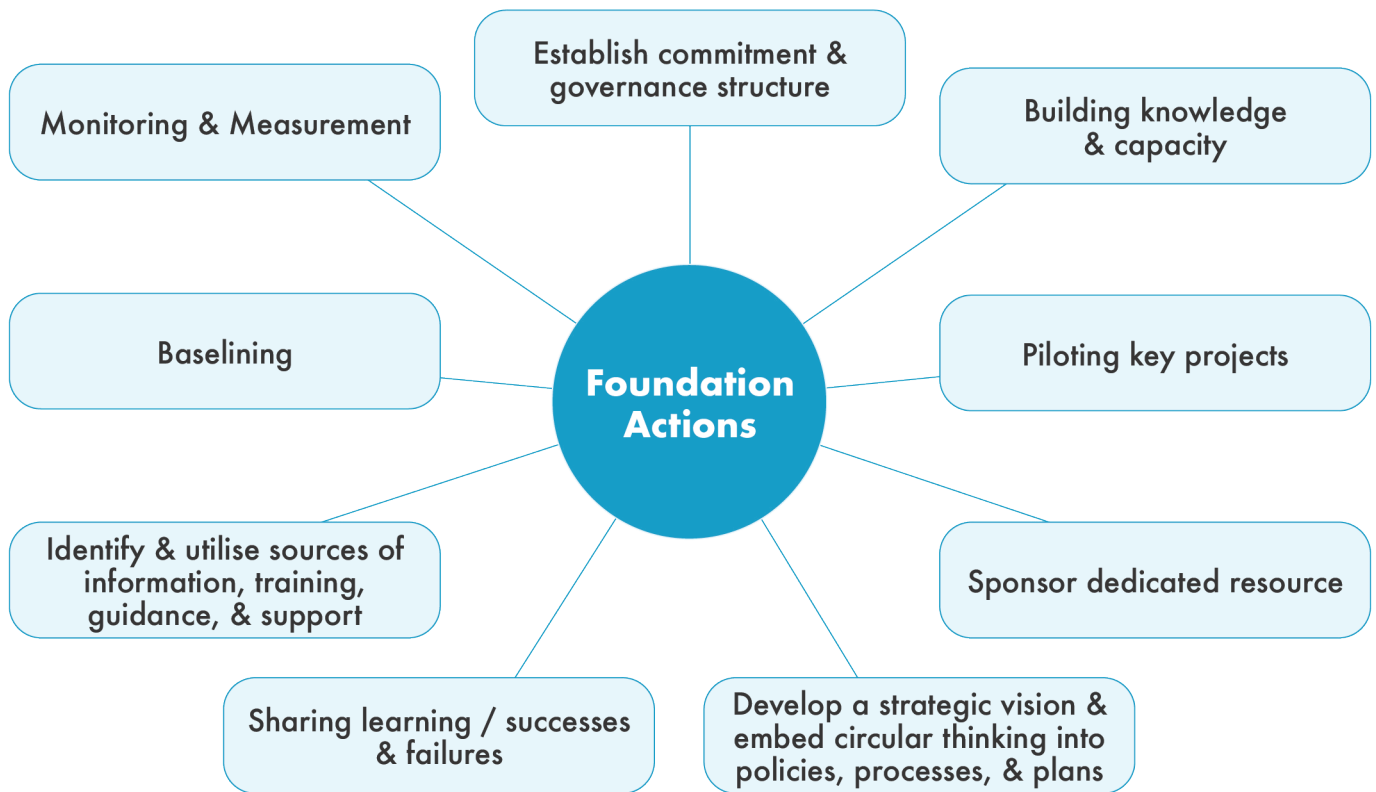 Establish commitment &
governance structure
Monitoring & Measurement
Building knowledge
& capacity
Baselining
Piloting key projects
Foundation
Actions
Identify & utilise sources of
information, training,
guidance, & support
Sponsor dedicated resource
Sharing learning / successes
& failures
Develop a strategic vision &
embed circular thinking into
policies, processes, & plans